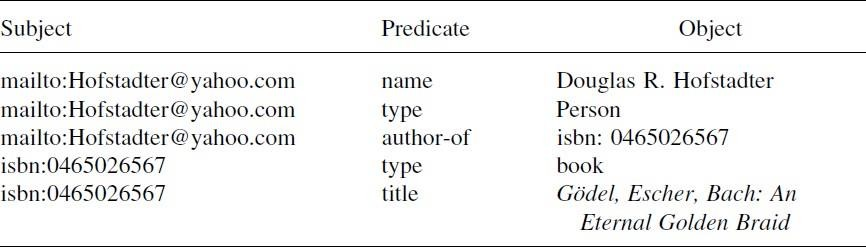 Subject Predicate Object
mailto:Hofstadter@yahoo.com name Douglas R. Hofstadter
mailto:Hofstadter@yahoo.com type Person
mailto:Hofstadter@yahoo.com author-of isbn: 0465026567
isbn:0465026567 type book
isbn:0465026567 title Gödel, Escher, Bach: An
Eternal Golden Braid